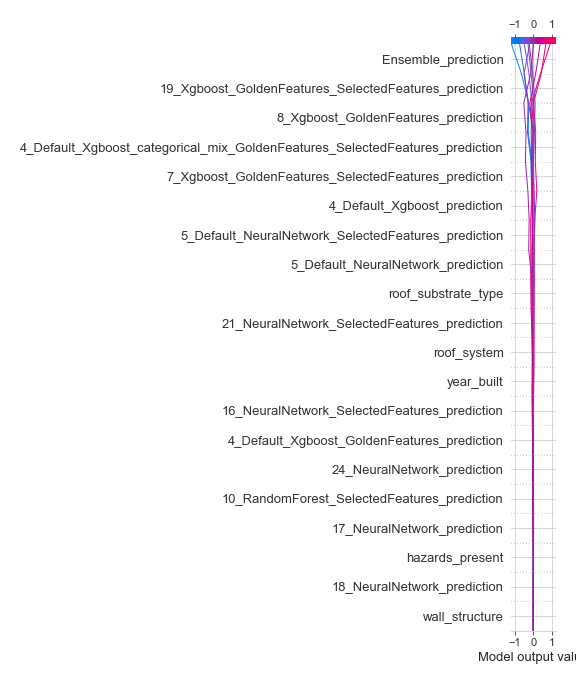 −1 0 1
Ensemble_prediction
19_Xgboost_GoldenFeatures_SelectedFeatures_prediction
8_Xgboost_GoldenFeatures_prediction
4_Default_Xgboost_categorical_mix_GoldenFeatures_SelectedFeatures_prediction
7_Xgboost_GoldenFeatures_SelectedFeatures_prediction
4_Default_Xgboost_prediction
5_Default_NeuralNetwork_SelectedFeatures_prediction
5_Default_NeuralNetwork_prediction
roof_substrate_type
21_NeuralNetwork_SelectedFeatures_prediction
roof_system
year_built
16_NeuralNetwork_SelectedFeatures_prediction
4_Default_Xgboost_GoldenFeatures_prediction
24_NeuralNetwork_prediction
10_RandomForest_SelectedFeatures_prediction
17_NeuralNetwork_prediction
hazards_present
18_NeuralNetwork_prediction
wall_structure
−1 0 1
Model output valu